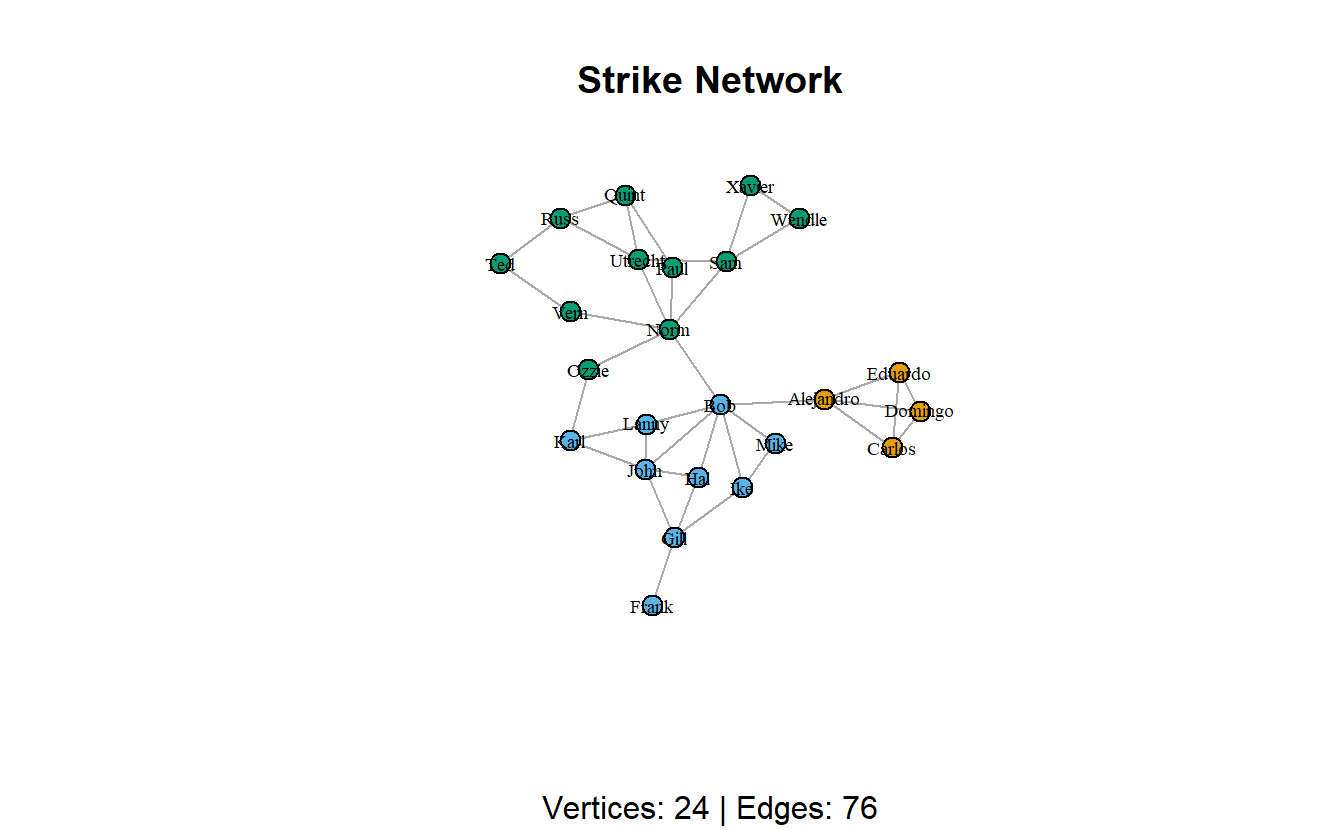 Strike Network
Xavier
Quint
Russ
Wendle
Utrecht
Sam
Ted
Paul
Vern
Norm
Ozzie
Eduardo
Alejandro
Bob
Domingo
Lanny
Karl
Mike
Carlos
John
Hal
Ike
Gill
Frank
Vertices: 24 | Edges: 76